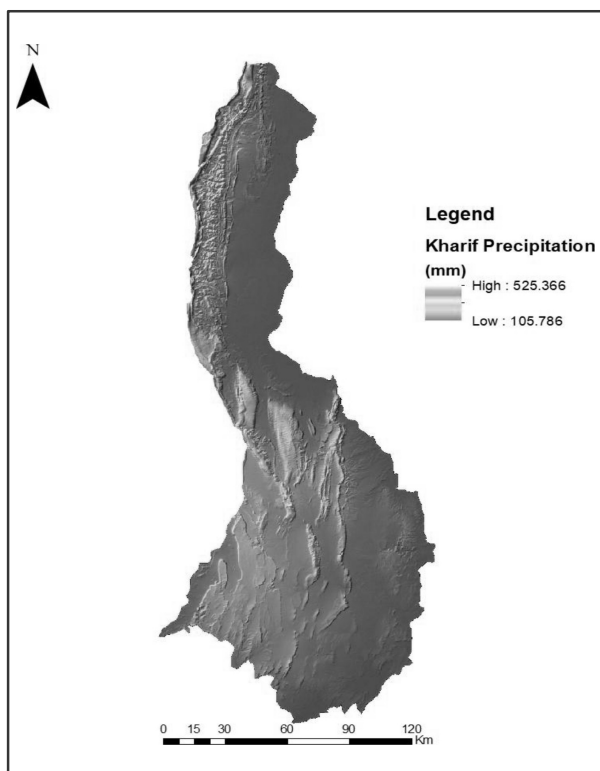 N
Legend
Kharif Precipitation
(mm)
High : 525.366
Low : 105.786
0 15 30 60 90 120
Km